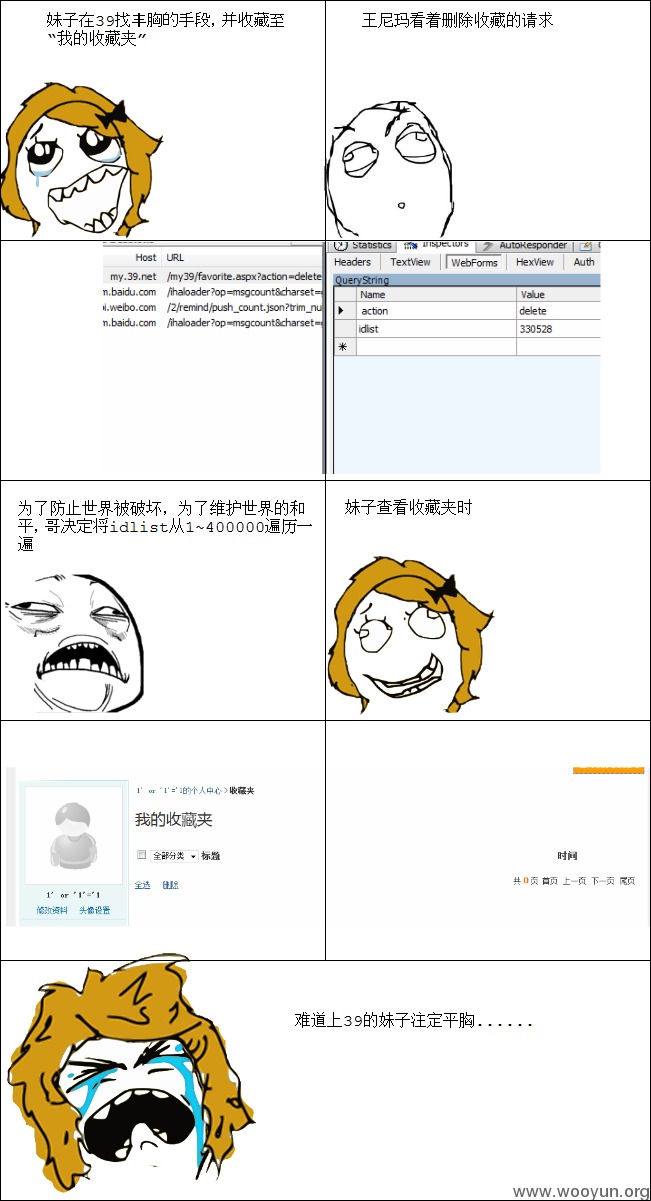 妹子在39找丰胸的手段，并收藏至
“我的收藏夹”
王尼玛看着删除收藏的请求
Host URL
my.39.net /my39/favorite.aspx?action=delete
m.baidu.com /ihaloader?op=msgcount&charset=
i.weibo.com /2/remind/push_count.json?trim_nu
m.baidu.com /ihaloader?op=msgcount&charset=
Statistics Inspectors AutoResponder
Headers TextView WebForms HexView Auth
QueryString
Name Value
action delete
idlist 330528
为了防止世界被破坏，为了维护世界的和
平，哥决定将idlist从1~400000遍历一
遍
妹子查看收藏夹时
1' or '1'='1的个人中心>收藏夹
我的收藏夹
全部分类 标题
全选 删除
1' or '1'='1
修改资料 头像设置
时间
共 0 页 首页 上一页 下一页 尾页
难道上39的妹子注定平胸......
www.wooyun.org